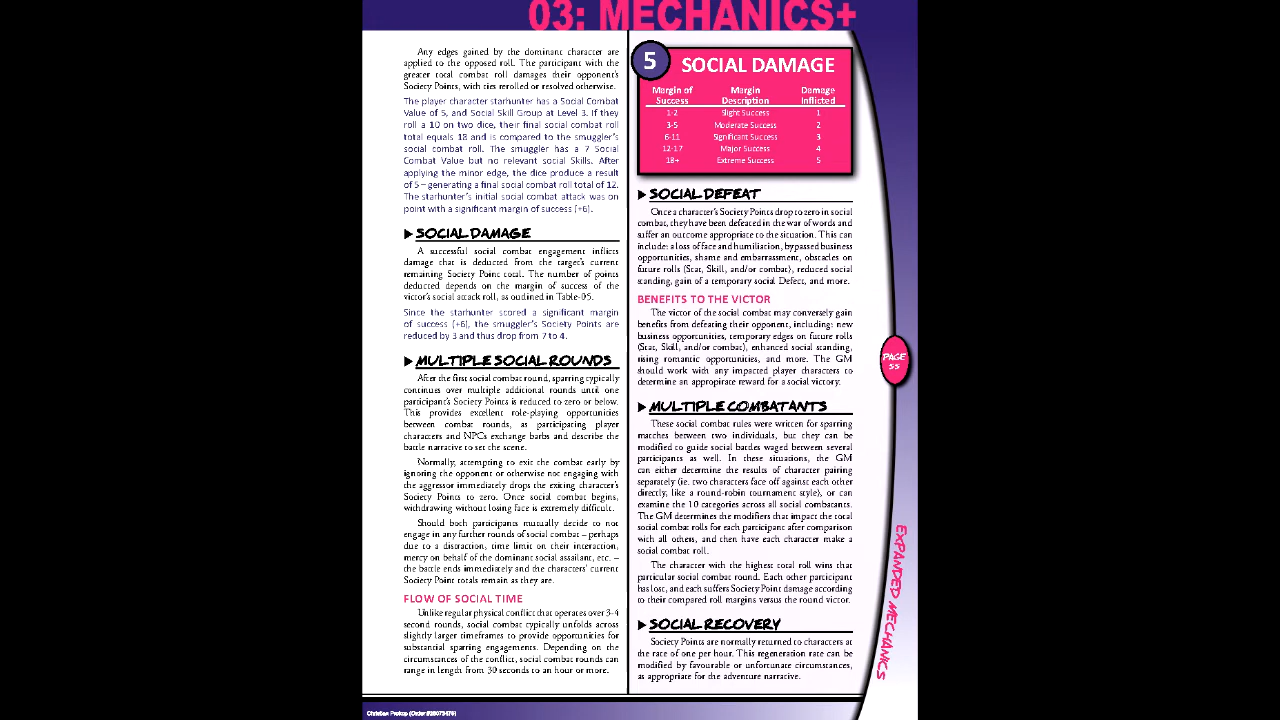 03: MECHANICS+
Any edges gained by the dominant character are
applied to the opposed roll. The participant with the
greater total combat roll damages their opponent's
Society Points, with ties rerolled or resolved otherwise.
The player character starhunter has a Social Combat
Value of 5, and Social Skill Group at Level 3. If they
roll a 10 on two dice, their final social combat roll
total equals 18 and is compared to the smuggler's
social combat roll. The smuggler has a 7 Social
Combat Value but no relevant social Skills. After
applying the minor edge, the dice produce a result
of 5 – generating a final social combat roll total of 12.
The starhunter's initial social combat attack was on
point with a significant margin of success (+6).
SOCIAL DAMAGE
A successful social combat engagement inflicts
damage that is deducted from the target's current
remaining Society Point total. The number of points
deducted depends on the margin of success of the
victor's social attack roll, as outlined in Table-05.
Since the starhunter scored a significant margin
of success (+6), the smuggler's Society Points are
reduced by 3 and thus drop from 7 to 4.
MULTIPLE SOCIAL ROUNDS
After the first social combat round, sparring typically
continues over multiple additional rounds until one
participant's Society Points is reduced to zero or below.
This provides excellent role-playing opportunities
between combat rounds, as participating player
characters and NPCs exchange barbs and describe the
battle narrative to set the scene.
Normally, attempting to exit the combat early by
ignoring the opponent or otherwise not engaging with
the aggressor immediately drops the exiting character's
Society Points to zero. Once social combat begins,
withdrawing without losing face is extremely difficult.
Should both participants mutually decide to not
engage in any further rounds of social combat – perhaps
due to a distraction, time limit on their interaction,
mercy on behalf of the dominant social assailant, etc. –
the battle ends immediately and the characters' current
Society Point totals remain as they are.
FLOW OF SOCIAL TIME
Unlike regular physical conflict that operates over 3-4
second rounds, social combat typically unfolds across
slightly larger timeframes to provide opportunities for
substantial sparring engagements. Depending on the
circumstances of the conflict, social combat rounds can
range in length from 30 seconds to an hour or more.
5 SOCIAL DAMAGE
Margin of Success Margin Description Damage Inflicted
1-2 Slight Success 1
3-5 Moderate Success 2
6-11 Significant Success 3
12-17 Major Success 4
18+ Extreme Success 5
SOCIAL DEFEAT
Once a character's Society Points drop to zero in social
combat, they have been defeated in the war of words and
suffer an outcome appropriate to the situation. This can
include: a loss of face and humiliation, bypassed business
opportunities, shame and embarrassment, obstacles on
future rolls (Stat, Skill, and/or combat), reduced social
standing, gain of a temporary social Defect, and more.
BENEFITS TO THE VICTOR
The victor of the social combat may conversely gain
benefits from defeating their opponent, including: new
business opportunities, temporary edges on future rolls
(Stat, Skill, and/or combat), enhanced social standing,
rising romantic opportunities, and more. The GM
should work with any impacted player characters to
determine an appropriate reward for a social victory.
MULTIPLE COMBATANTS
These social combat rules were written for sparring
matches between two individuals, but they can be
modified to guide social battles waged between several
participants as well. In these situations, the GM
can either determine the results of character pairing
separately (ie. two characters face off against each other
directly, like a round-robin tournament style), or can
examine the 10 categories across all social combatants.
The GM determines the modifiers that impact the total
social combat rolls for each participant after comparison
with all others, and then have each character make a
social combat roll.
The character with the highest total roll wins that
particular social combat round. Each other participant
has lost, and each suffers Society Point damage according
to their compared roll margins versus the round victor.
SOCIAL RECOVERY
Society Points are normally returned to characters at
the rate of one per hour. This regeneration rate can be
modified by favourable or unfortunate circumstances,
as appropriate for the adventure narrative.
PAGE
55
EXPANDED MECHANICS